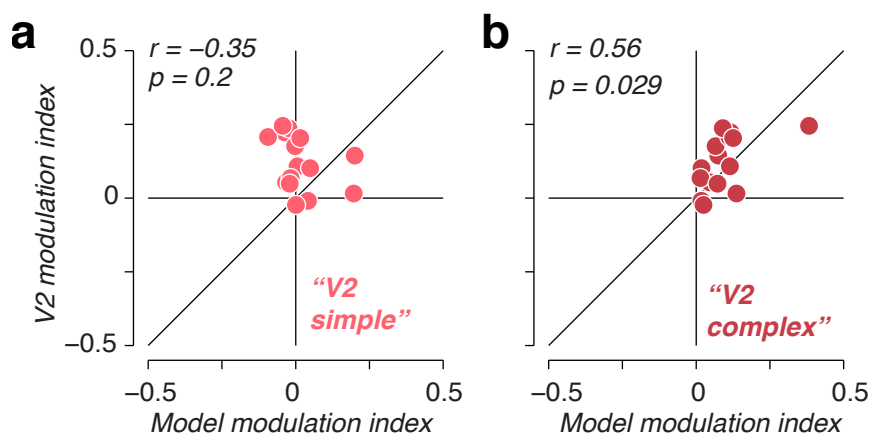 a
r = −0.35
p = 0.2
0.5
0
−0.5
V2 modulation index
“V2
simple”
−0.5
0
0.5
Model modulation index
b
r = 0.56
p = 0.029
“V2
complex”
−0.5
0
0.5
Model modulation index